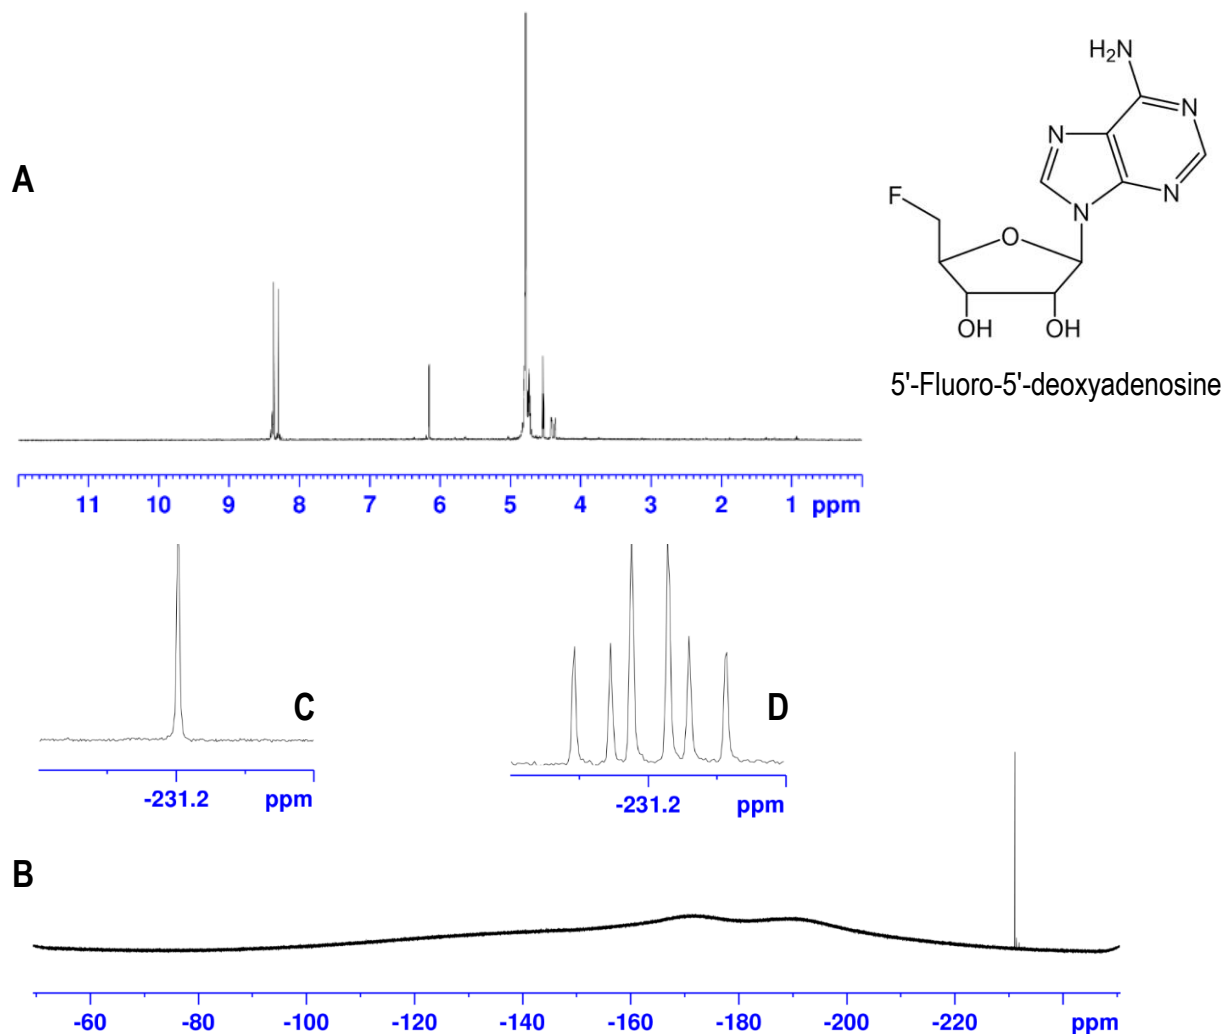 A
H₂N
N
N
N
N
F
O
OH
OH
5'-Fluoro-5'-deoxyadenosine
11 10 9 8 7 6 5 4 3 2 1 ppm
C
D
-231.2 ppm
-231.2 ppm
B
-60 -80 -100 -120 -140 -160 -180 -200 -220 ppm